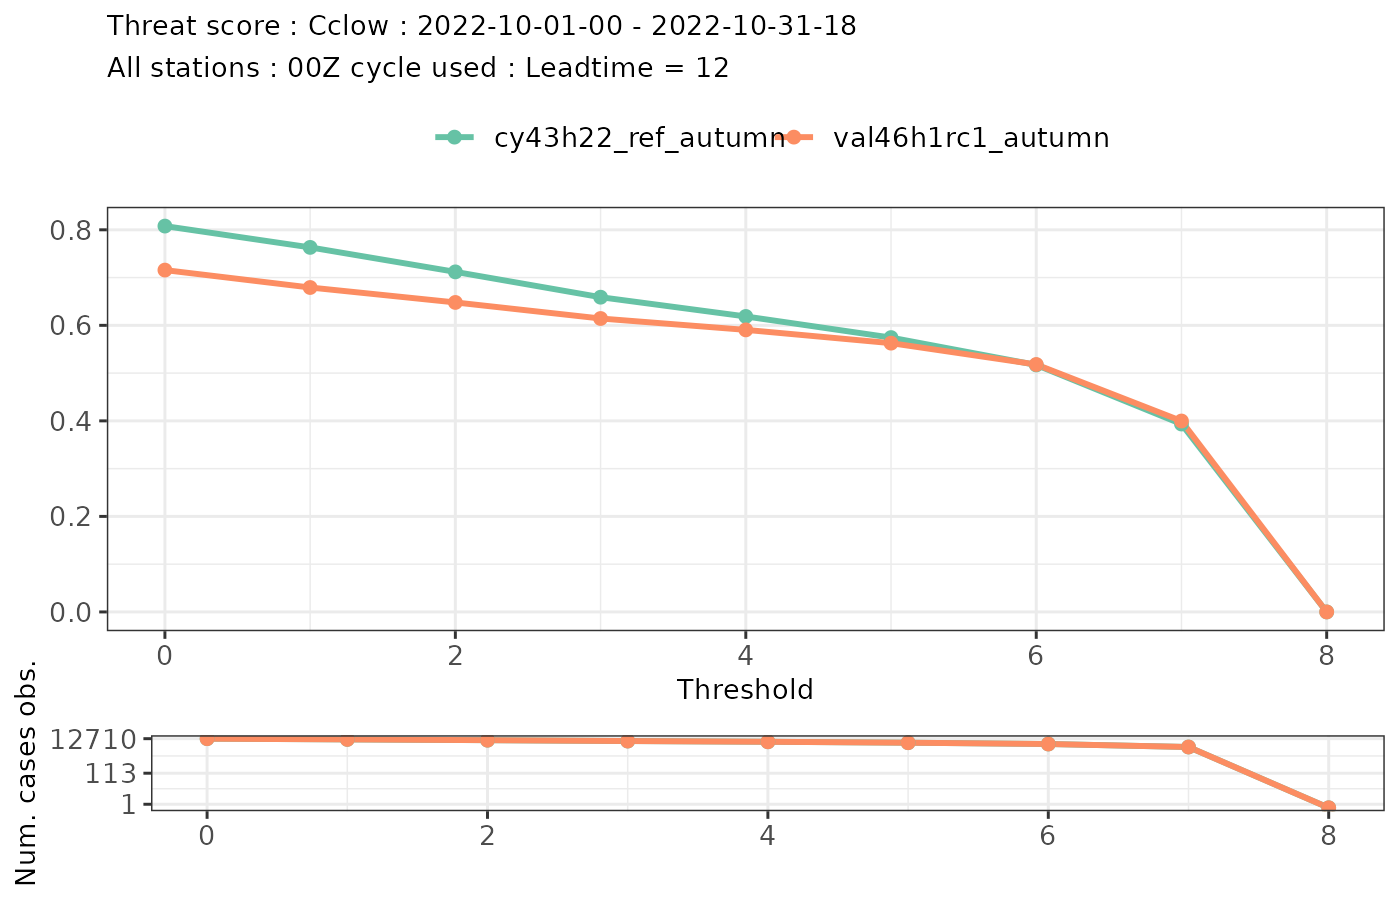 Threat score : Cclow : 2022-10-01-00 - 2022-10-31-18
All stations : 00Z cycle used : Leadtime = 12
cy43h22_ref_autumn val46h1rc1_autumn
0.8
0.6
0.4
0.2
0.0
0 2 4 6 8
Threshold
Num. cases obs.
12710
113
1
0 2 4 6 8